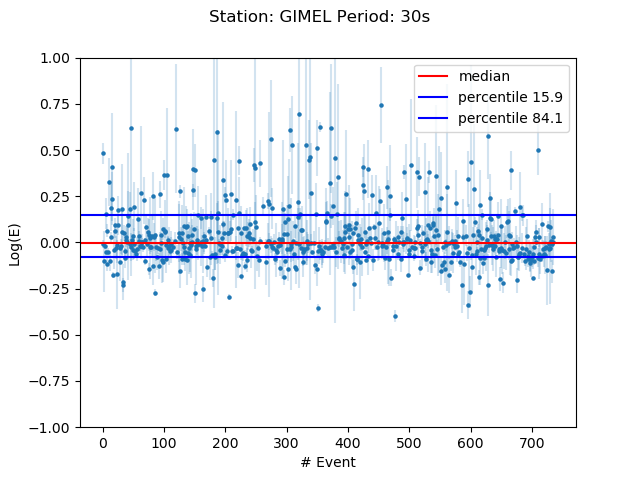 Station: GIMEL Period: 30s
1.00
0.75
0.50
0.25
0.00
−0.25
−0.50
−0.75
−1.00
Log(E)
median
percentile 15.9
percentile 84.1
0 100 200 300 400 500 600 700
# Event